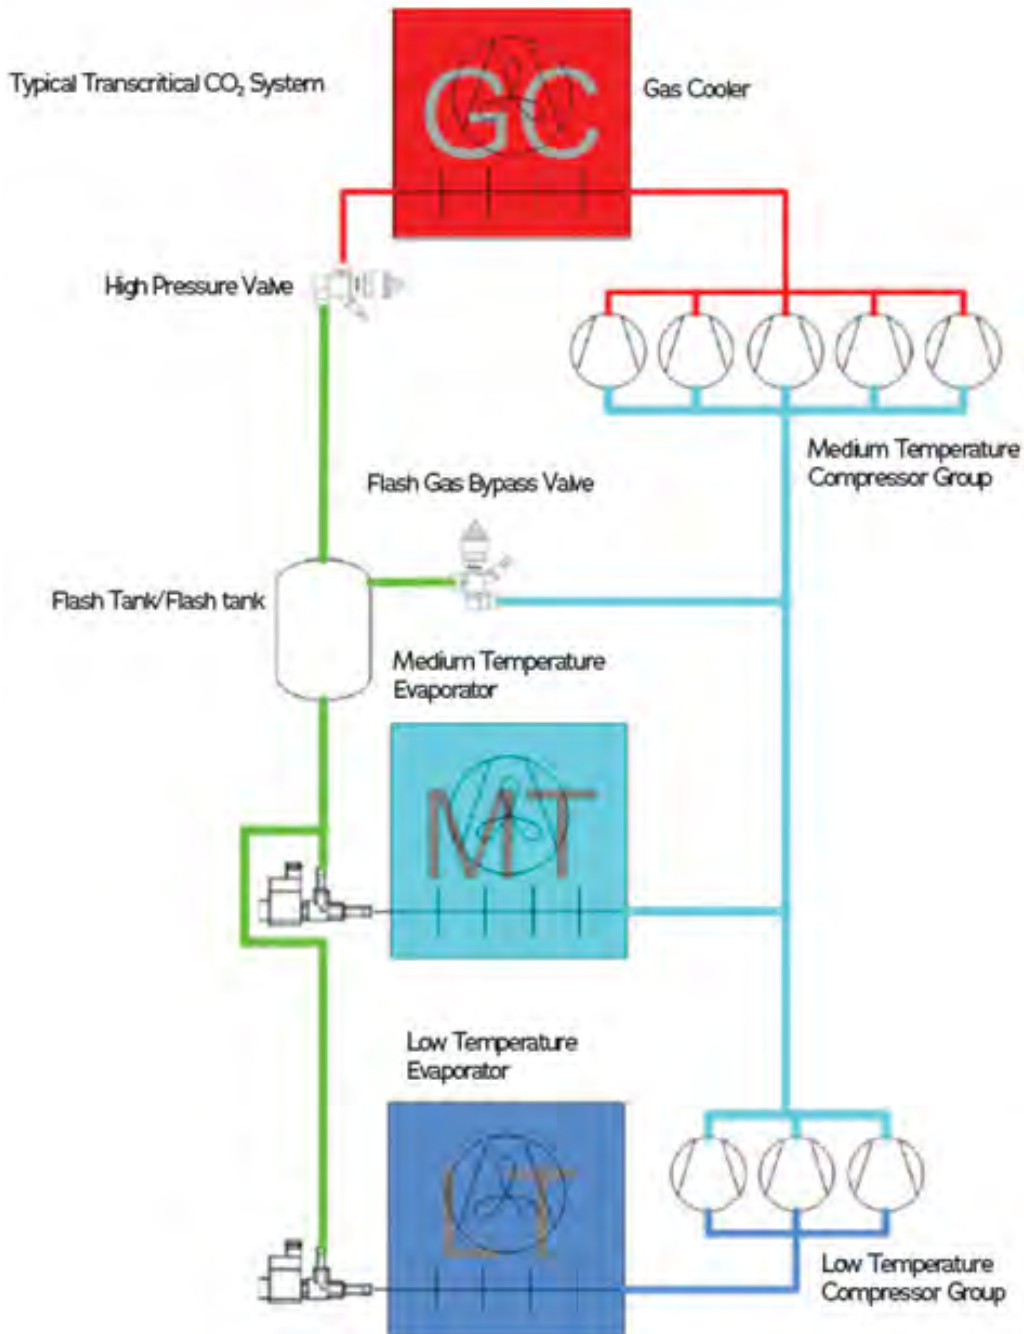 Typical Transcritical CO₂ System
GC
Gas Cooler
High Pressure Valve
Medium Temperature
Compressor Group
Flash Gas Bypass Valve
Flash Tank/Flash tank
Medium Temperature
Evaporator
MT
Low Temperature
Evaporator
LT
Low Temperature
Compressor Group